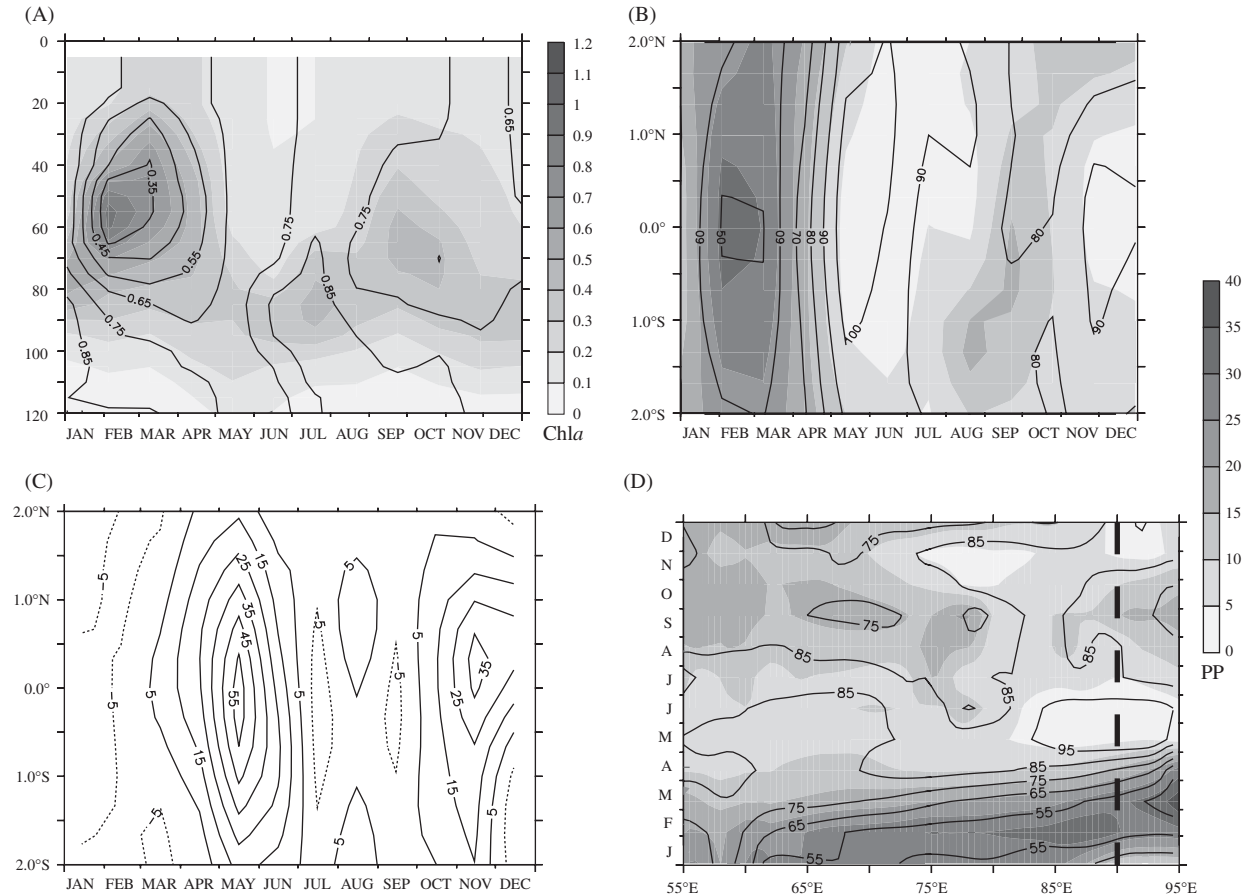 (A)
0
20
40
60
80
100
120
0.65
0.35
0.75
0.75
0.45
0.55
0.85
0.65
0.75
0.85
JAN FEB MAR APR MAY JUN JUL AUG SEP OCT NOV DEC
1.2
1.1
1
0.9
0.8
0.7
0.6
0.5
0.4
0.3
0.2
0.1
0
Chla
(B)
2.0°N
1.0°N
0.0°
1.0°S
2.0°S
60 50 60 70 80 90
90
80
100
80
90
JAN FEB MAR APR MAY JUN JUL AUG SEP OCT NOV DEC
(C)
2.0°N
1.0°N
0.0°
1.0°S
2.0°S
-5
-5
5
-5
15
25
15
35
45
55
5
5
-5
-5
5
5
15
25
35
15
5
JAN FEB MAR APR MAY JUN JUL AUG SEP OCT NOV DEC
(D)
D
N
O
S
A
J
J
M
A
M
F
J
75
85
75
85
85
85
85
95
85
75
65
55
75
65
55
55
55°E 65°E 75°E 85°E 95°E
40
35
30
25
20
15
10
5
0
PP